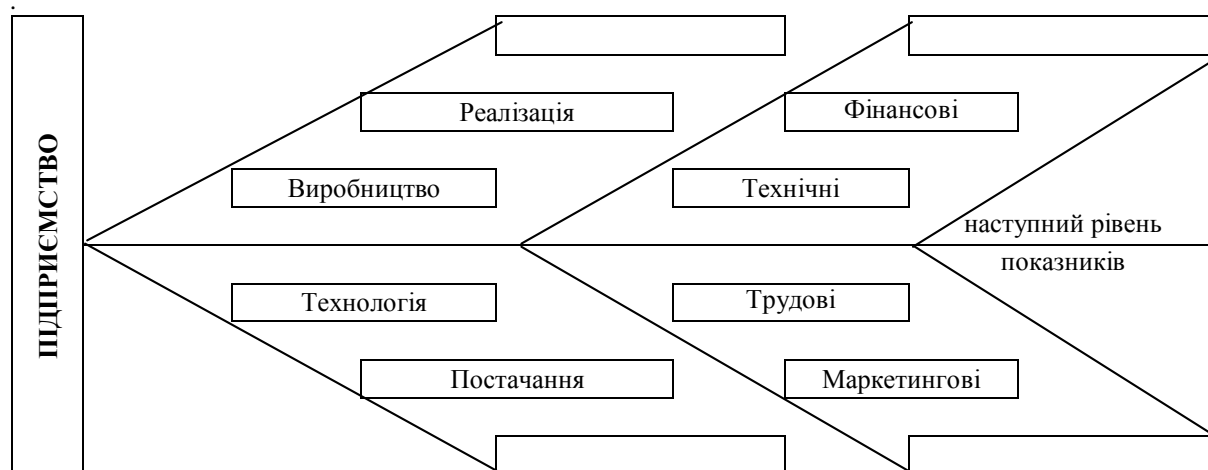 ПІДПРИЄМСТВО
Реалізація
Фінансові
Виробництво
Технічні
наступний рівень
показників
Технологія
Трудові
Постачання
Маркетингові